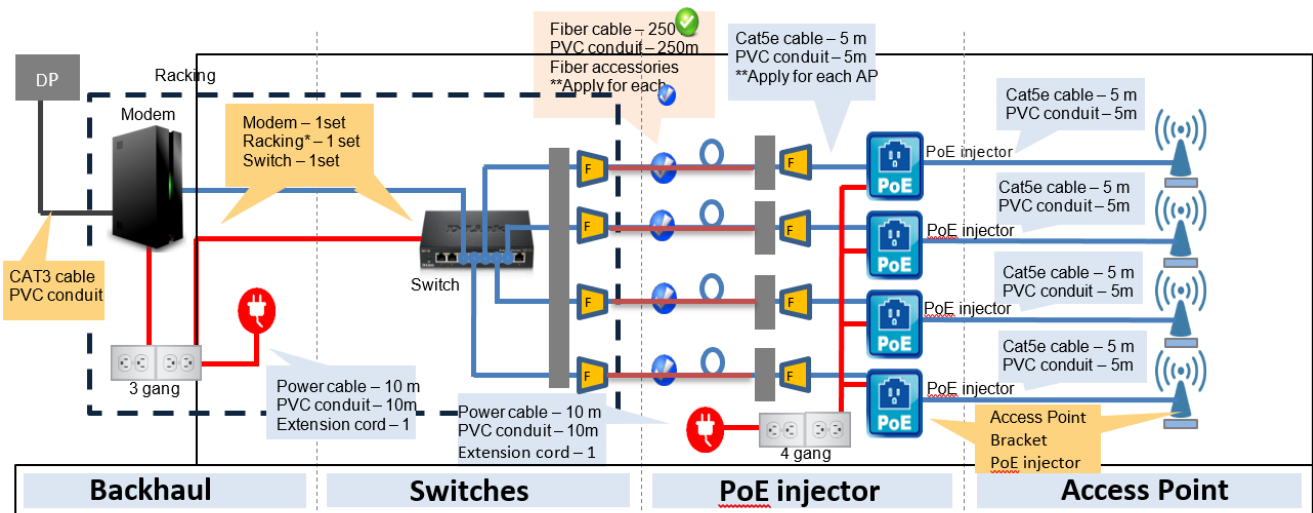 Fiber cable – 250
PVC conduit – 250m
Fiber accessories
**Apply for each
Cat5e cable – 5 m
PVC conduit – 5m
**Apply for each AP
DP
Racking
Modem
Modem – 1set
Racking* – 1 set
Switch – 1set
CAT3 cable
PVC conduit
Switch
3 gang
Power cable – 10 m
PVC conduit – 10m
Extension cord – 1
Power cable – 10 m
PVC conduit – 10m
Extension cord – 1
4 gang
F
F
F
F
F
F
F
F
PoE
PoE
PoE
PoE
PoE injector
PoE injector
PoE injector
PoE injector
Cat5e cable – 5 m
PVC conduit – 5m
Cat5e cable – 5 m
PVC conduit – 5m
Cat5e cable – 5 m
PVC conduit – 5m
Cat5e cable – 5 m
PVC conduit – 5m
Access Point
Bracket
PoE injector
Backhaul
Switches
PoE injector
Access Point